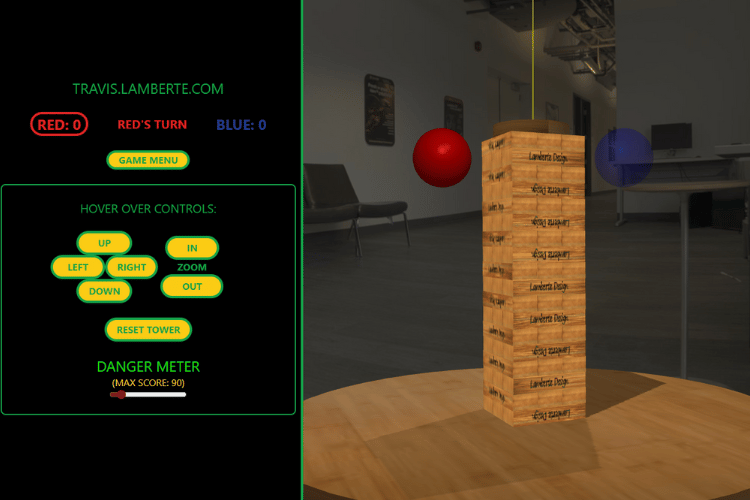 TRAVIS.LAMBERTE.COM
RED: 0
RED'S TURN
BLUE: 0
GAME MENU
HOVER OVER CONTROLS:
UP
LEFT
RIGHT
DOWN
IN
ZOOM
OUT
RESET TOWER
DANGER METER
(MAX SCORE: 90)
Lamberte Design
Lamberte Design
Lamberte Design
Lamberte Design
Lamberte Design
Lamberte Design
Lamberte Design
Lamberte Design
Lamberte Design